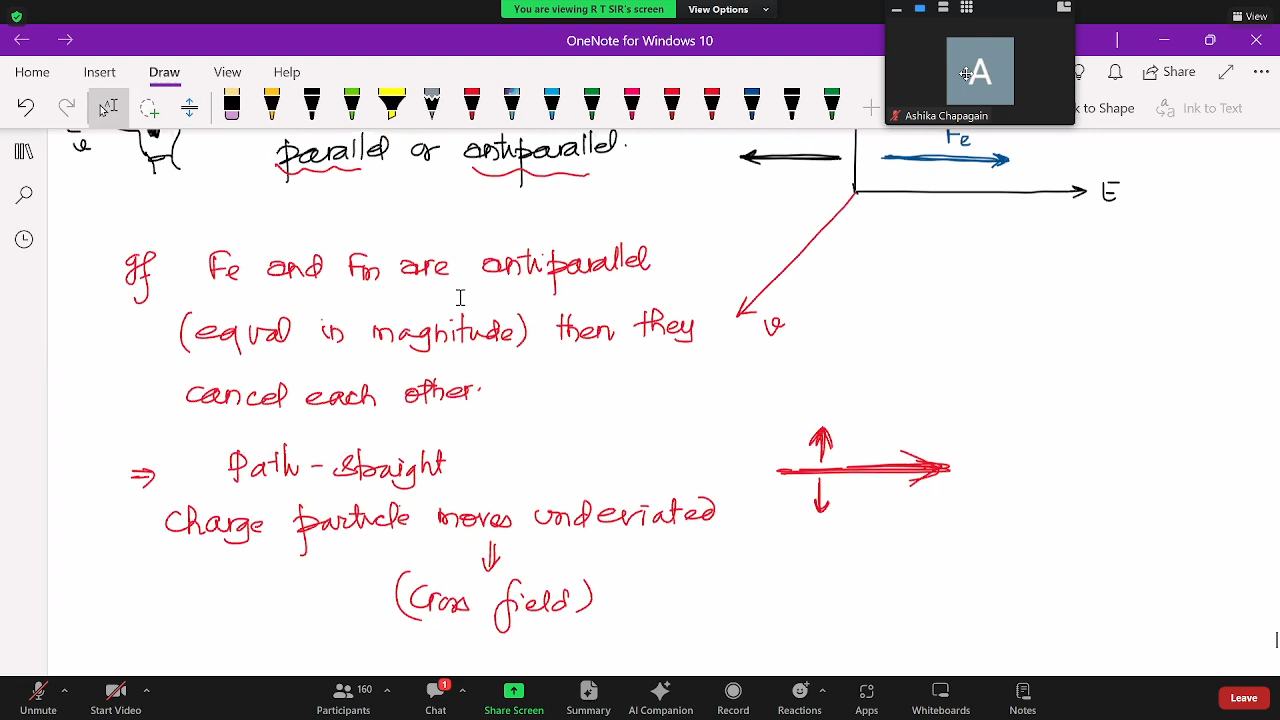 You are viewing R T SIR's screen
View Options
View
OneNote for Windows 10
A
Ashika Chapagain
Home Insert Draw View Help
Share
Ink to Shape
Ink to Text
v
parallel or antiparallel.
Fe
E
v
If Fe and Fm are antiparallel
(equal in magnitude) then they
cancel each other.
⇒ Path - straight
charge particle moves undeviated
⇓
(Cross field)
Unmute
Start Video
160
Participants
1
Chat
Share Screen
Summary
AI Companion
Record
Reactions
Apps
Whiteboards
Notes
Leave